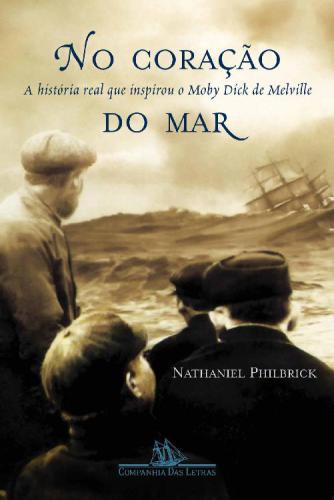 No coração
A história real que inspirou o Moby Dick de Melville
do mar
Nathaniel Philbrick
Companhia Das Letras